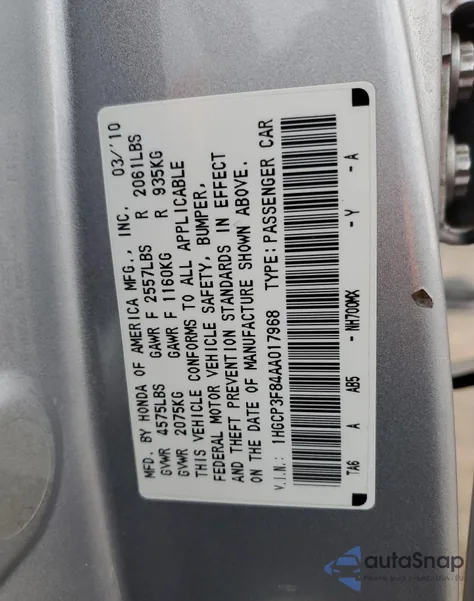 MFD. BY HONDA OF AMERICA MFG., INC. 03/'10
GVWR 4575LBS GAWR F 2557LBS R 2061LBS
GVWR 2075KG GAWR F 1160KG R 935KG
THIS VEHICLE CONFORMS TO ALL APPLICABLE
FEDERAL MOTOR VEHICLE SAFETY, BUMPER,
AND THEFT PREVENTION STANDARDS IN EFFECT
ON THE DATE OF MANUFACTURE SHOWN ABOVE.
V.I.N.: 1HGCP3F84AA017968 TYPE:PASSENGER CAR
TA6 A AB5 - NH700MX - Y - A
autoSnap